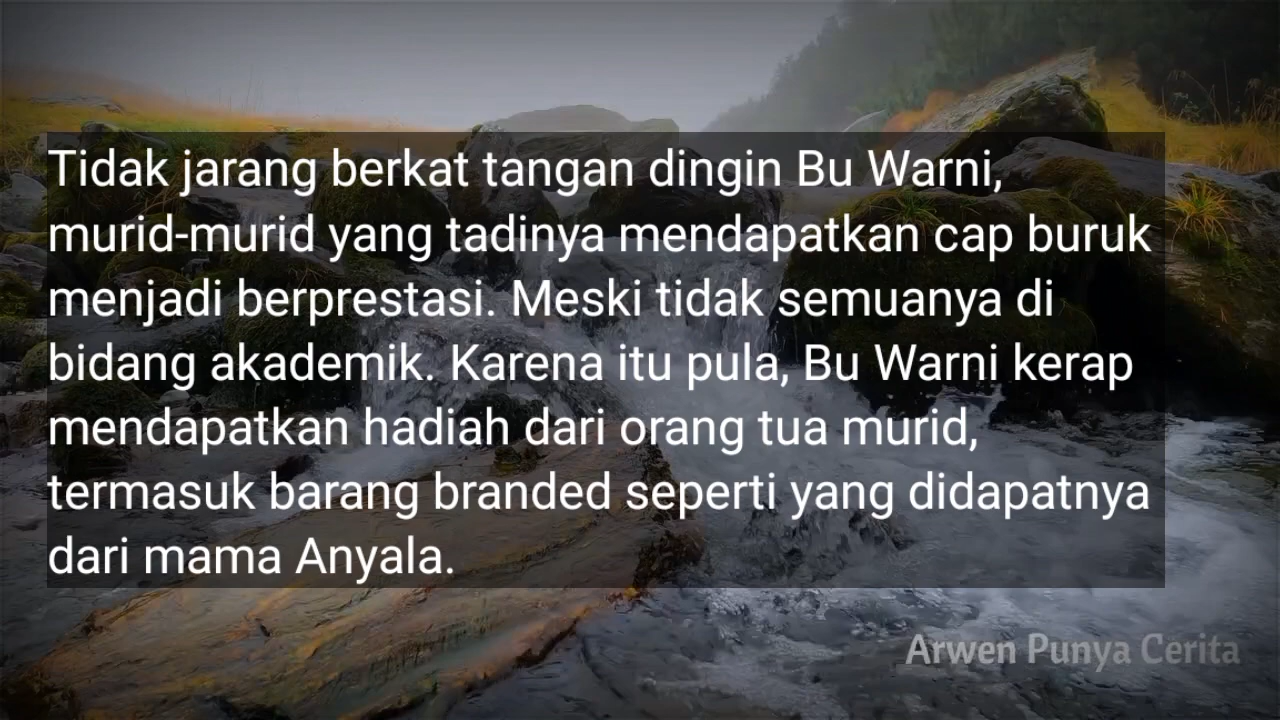 Tidak jarang berkat tangan dingin Bu Warni,
murid-murid yang tadinya mendapatkan cap buruk
menjadi berprestasi. Meski tidak semuanya di
bidang akademik. Karena itu pula, Bu Warni kerap
mendapatkan hadiah dari orang tua murid,
termasuk barang branded seperti yang didapatnya
dari mama Anyala.
Arwen Punya Cerita